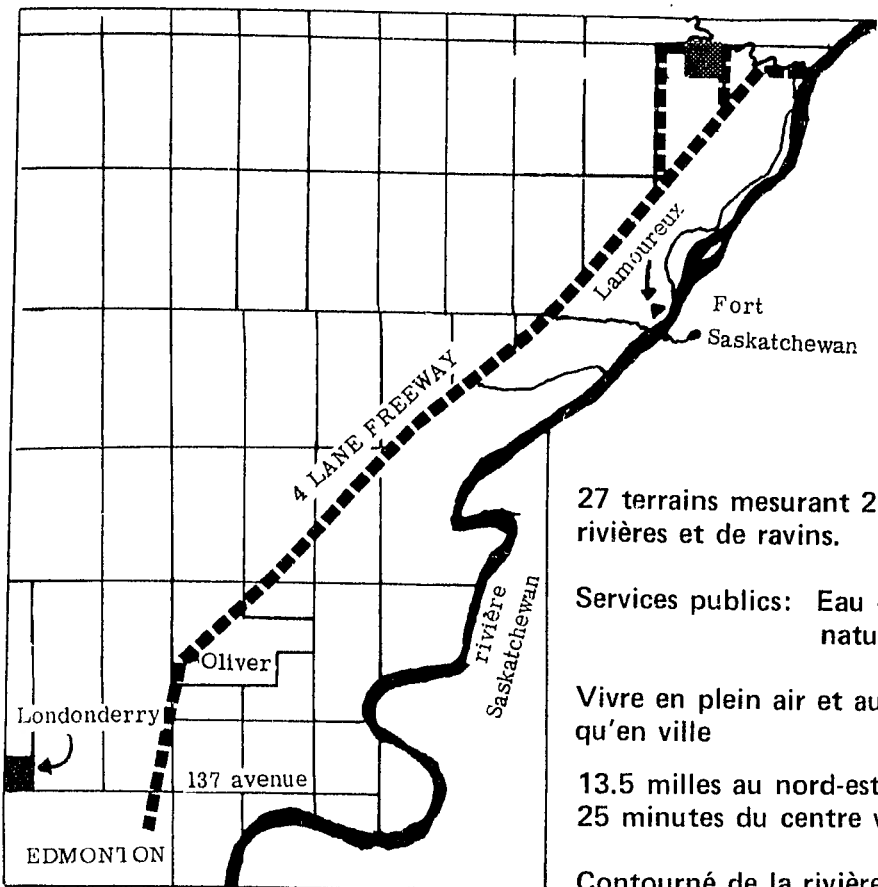 Lamoureux
Fort
Saskatchewan
4 LANE FREEWAY
rivière
Saskatchewan
Oliver
Londonderry
137 avenue
EDMONTON
27 terrains mesurant 2
rivières et de ravins.
Services publics: Eau
natu
Vivre en plein air et au
qu'en ville
13.5 milles au nord-est
25 minutes du centre v
Contourné de la rivière